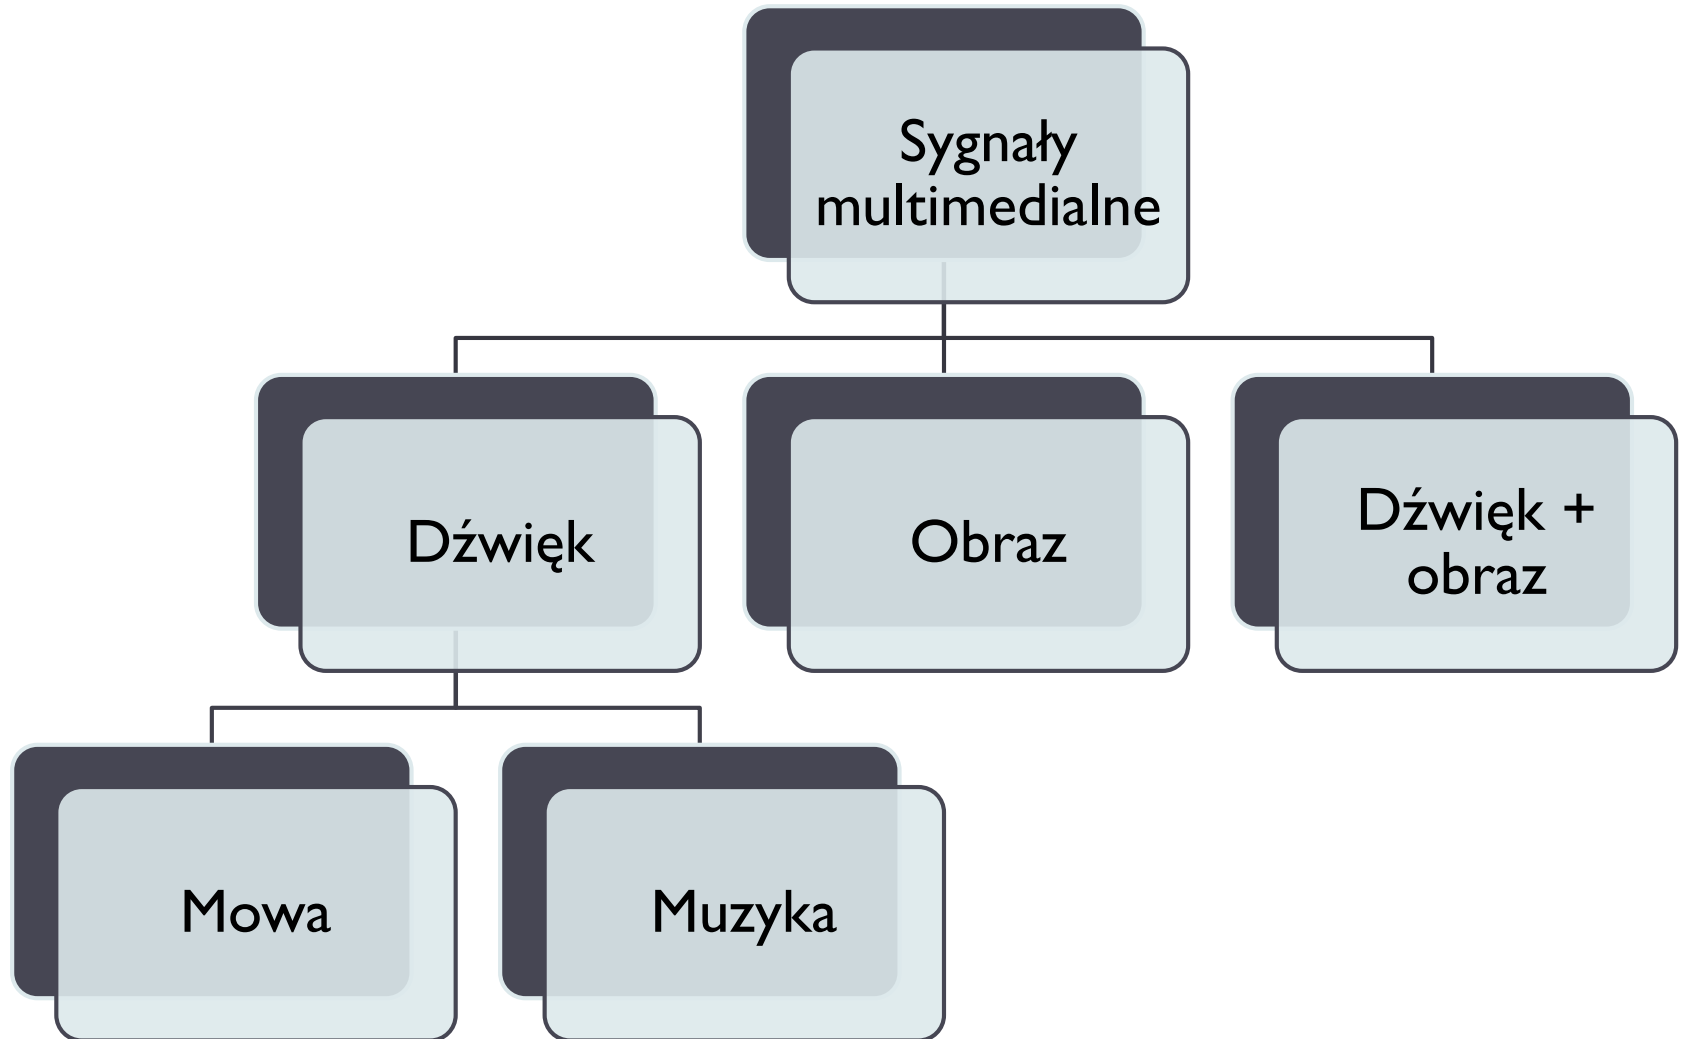 Sygnały
multimedialne
Dźwięk
Obraz
Dźwięk +
obraz
Mowa
Muzyka